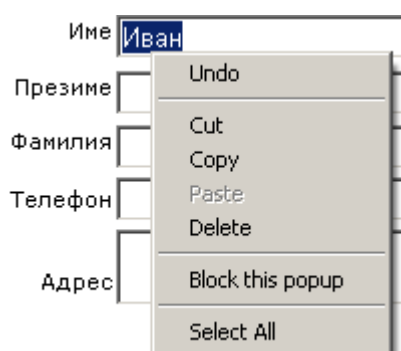 Име Иван
Undo
Презиме
Cut
Фамилия
Copy
Paste
Телефон
Delete
Block this popup
Адрес
Select All